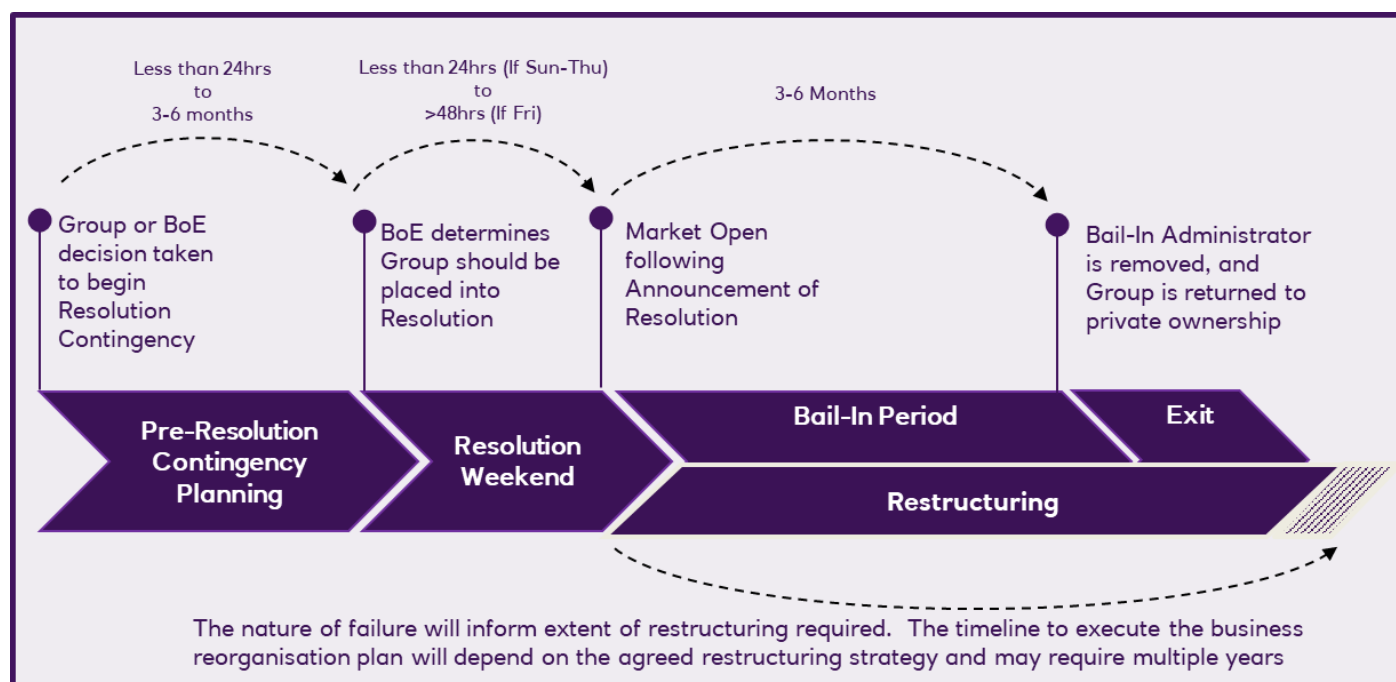 Less than 24hrs
to
3-6 months
Less than 24hrs (If Sun-Thu)
to
>48hrs (If Fri)
3-6 Months
Group or BoE
decision taken
to begin
Resolution
Contingency
BoE determines
Group should be
placed into
Resolution
Market Open
following
Announcement of
Resolution
Bail-In Administrator
is removed, and
Group is returned to
private ownership
Pre-Resolution
Contingency
Planning
Resolution
Weekend
Bail-In Period
Exit
Restructuring
The nature of failure will inform extent of restructuring required.  The timeline to execute the business
reorganisation plan will depend on the agreed restructuring strategy and may require multiple years